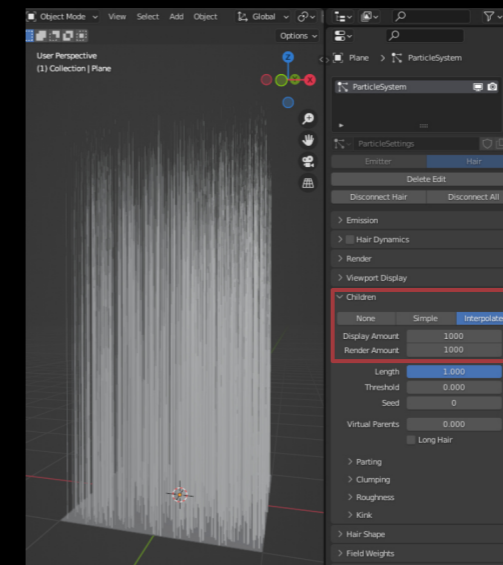 Object Mode View Select Add Object Global
Options
User Perspective
(1) Collection | Plane
Z
Y
X
Plane > ParticleSystem
ParticleSystem
ParticleSettings
Emitter Hair
Delete Edit
Disconnect Hair Disconnect All
Emission
Hair Dynamics
Render
Viewport Display
Children
None Simple Interpolate
Display Amount 1000
Render Amount 1000
Length 1.000
Threshold 0.000
Seed 0
Virtual Parents 0.000
Long Hair
Parting
Clumping
Roughness
Kink
Hair Shape
Field Weights